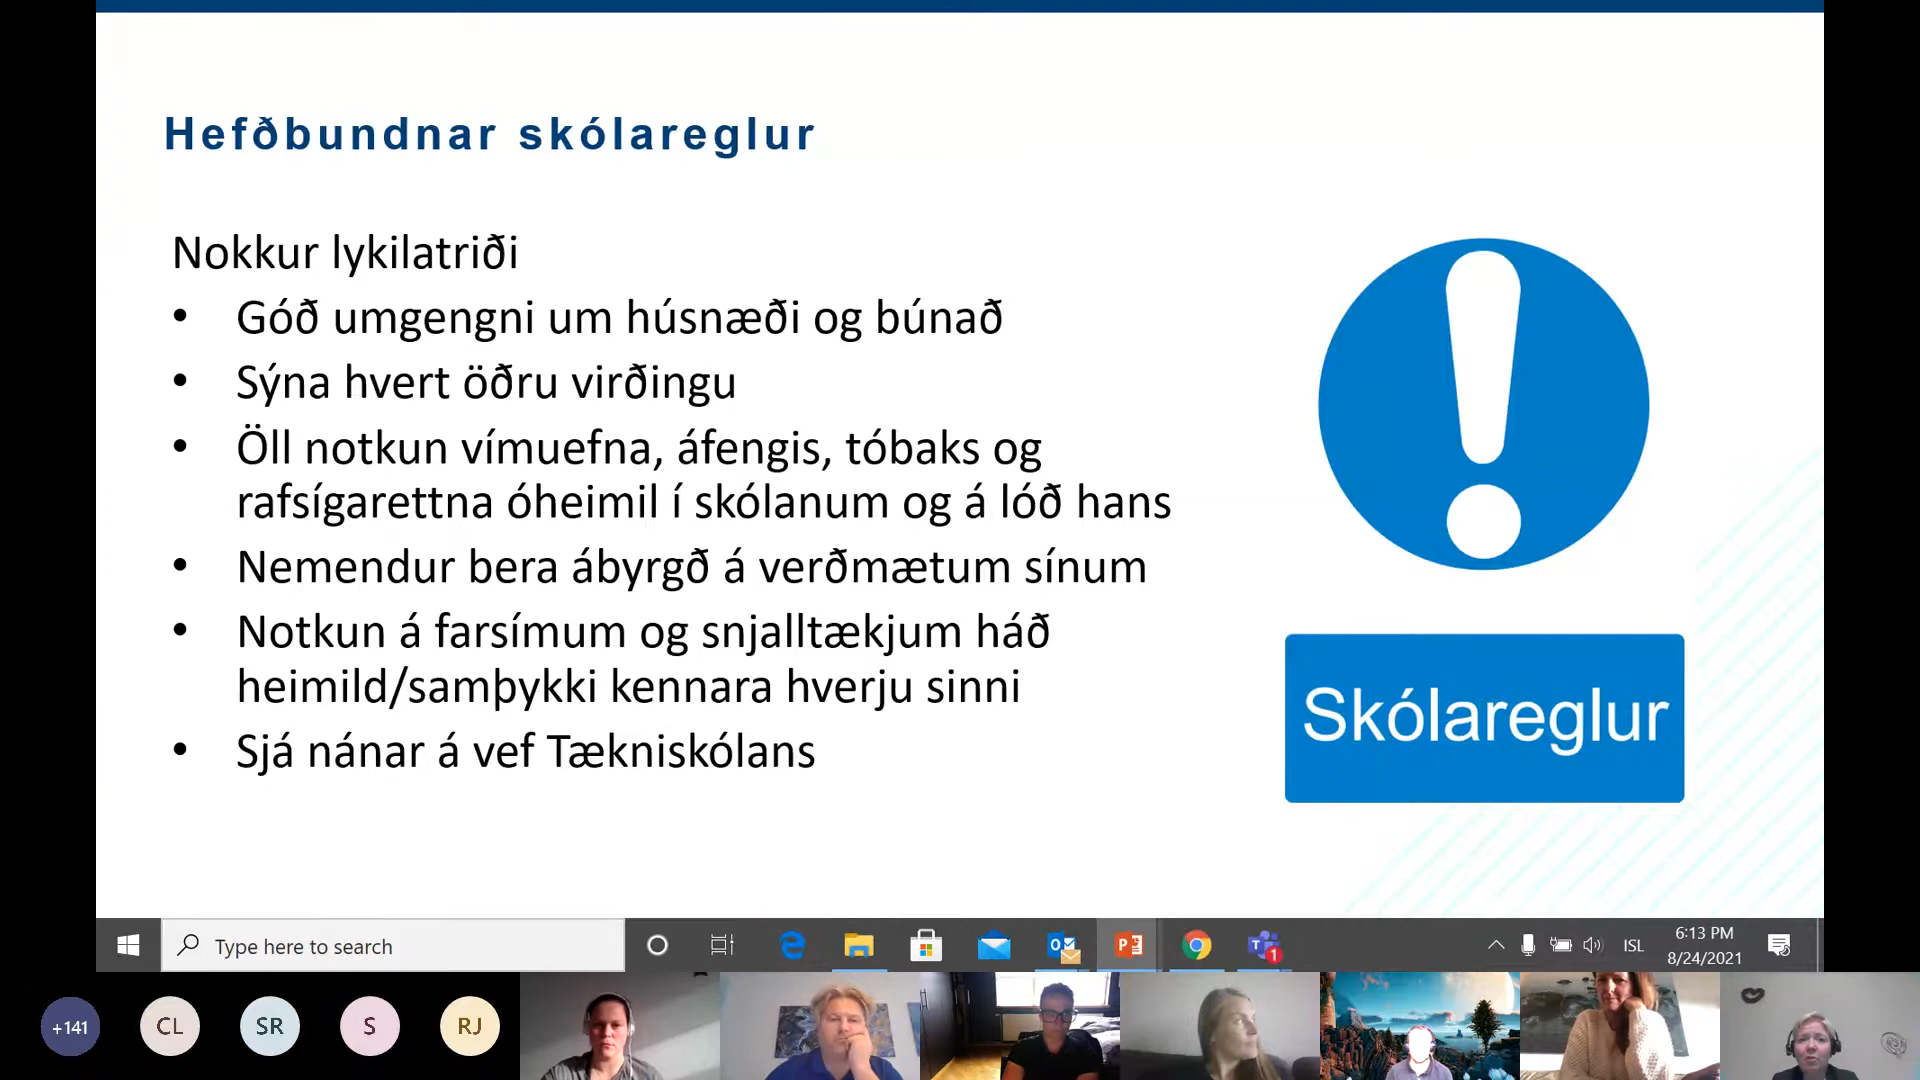 Hefðbundnar skólareglur
Nokkur lykilatriði
• Góð umgengni um húsnæði og búnað
• Sýna hvert öðru virðingu
• Öll notkun vímuefna, áfengis, tóbaks og
rafsígarettna óheimil í skólanum og á lóð hans
• Nemendur bera ábyrgð á verðmætum sínum
• Notkun á farsímum og snjalltækjum háð
heimild/samþykki kennara hverju sinni
• Sjá nánar á vef Tækniskólans
Skólareglur
Type here to search
1
ISL
6:13 PM
8/24/2021
+141
CL
SR
S
RJ